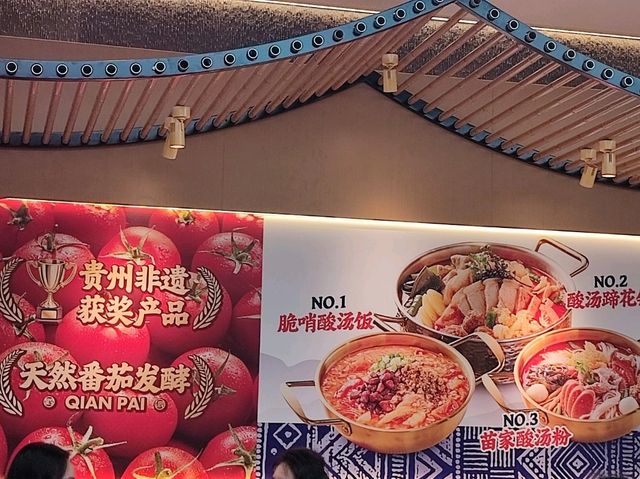 贵州非遗
获奖产品
天然番茄发酵
QIAN PAI
NO.1
脆哨酸汤饭
NO.2
酸汤蹄花
NO.3
苗家酸汤粉